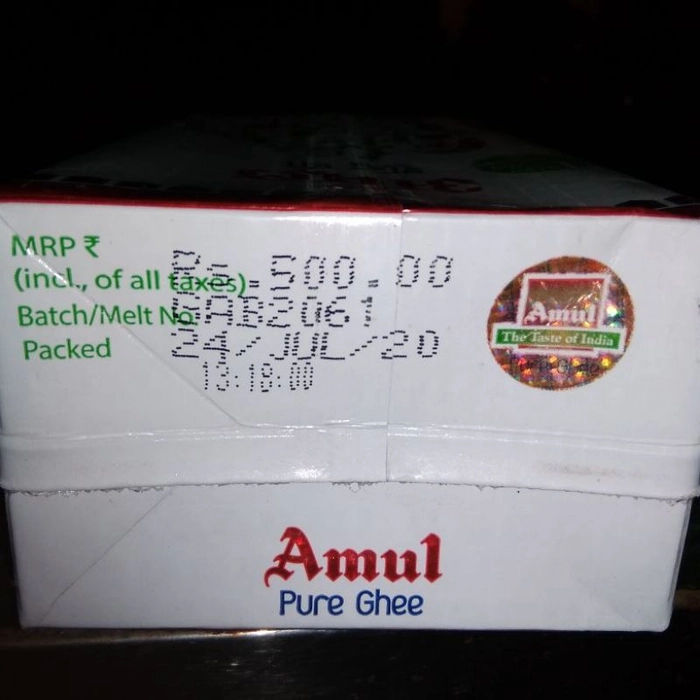 MRP ₹ Rs.500.00
(incl., of all taxes)
Batch/Melt No.
Packed 24/JUL/20
13:18:00
Amul
The Taste of India
Amul
Pure Ghee